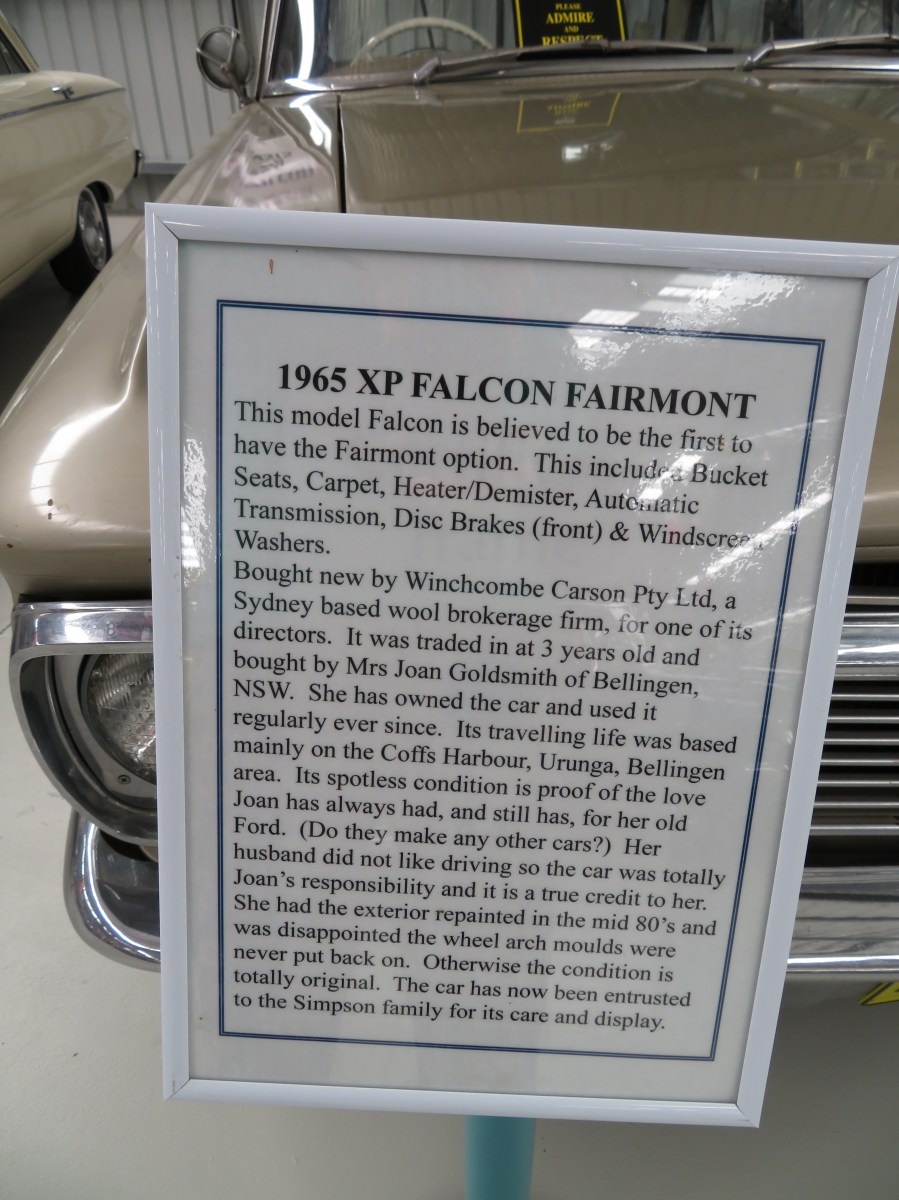 PLEASE
ADMIRE
AND
RESPECT
1965 XP FALCON FAIRMONT
This model Falcon is believed to be the first to
have the Fairmont option. This included Bucket
Seats, Carpet, Heater/Demister, Automatic
Transmission, Disc Brakes (front) & Windscreen
Washers.
Bought new by Winchcombe Carson Pty Ltd, a
Sydney based wool brokerage firm, for one of its
directors. It was traded in at 3 years old and
bought by Mrs Joan Goldsmith of Bellingen,
NSW. She has owned the car and used it
regularly ever since. Its travelling life was based
mainly on the Coffs Harbour, Urunga, Bellingen
area. Its spotless condition is proof of the love
Joan has always had, and still has, for her old
Ford. (Do they make any other cars?) Her
husband did not like driving so the car was totally
Joan's responsibility and it is a true credit to her.
She had the exterior repainted in the mid 80's and
was disappointed the wheel arch moulds were
never put back on. Otherwise the condition is
totally original. The car has now been entrusted
to the Simpson family for its care and display.